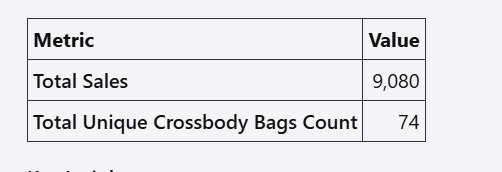 Metric Value
Total Sales 9,080
Total Unique Crossbody Bags Count 74